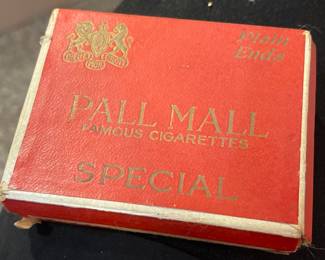 Plain
Ends
PALL MALL
FAMOUS CIGARETTES
SPECIAL